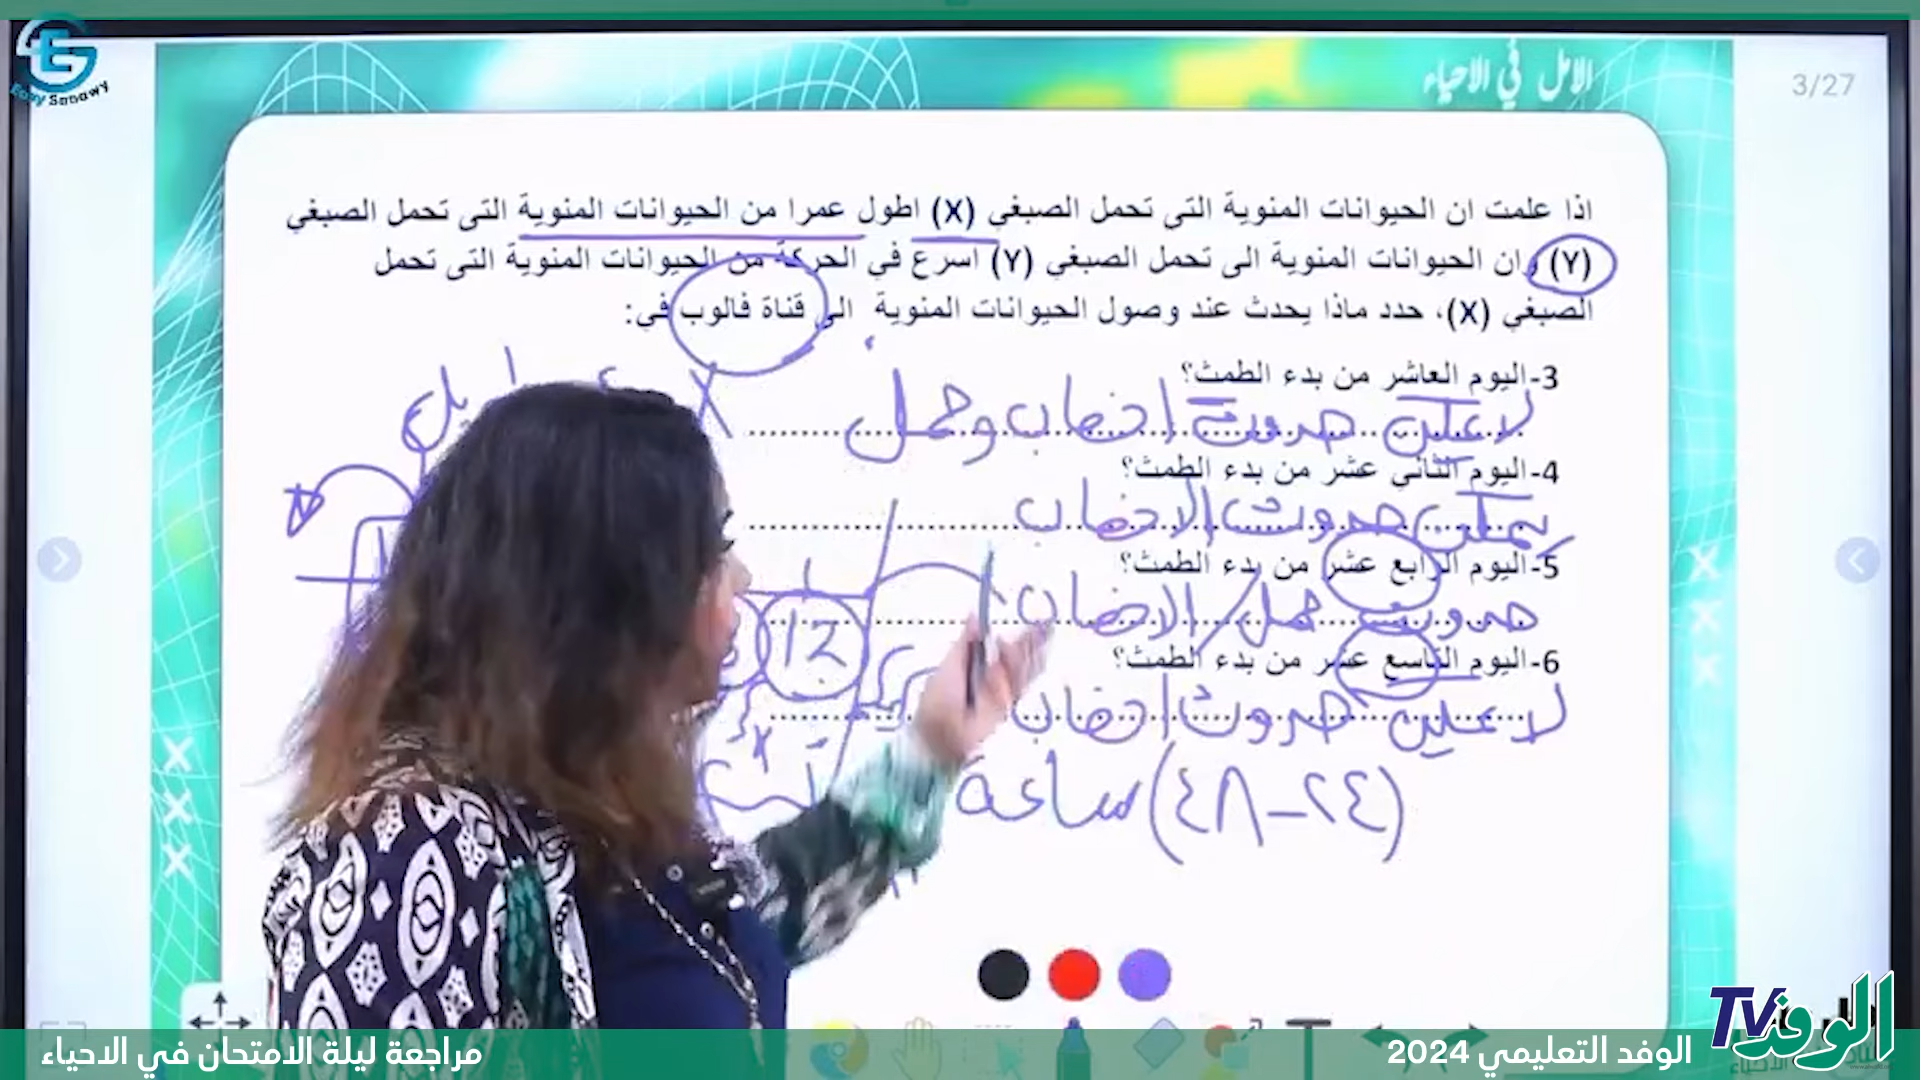 Easy Sanawy
الامل في الاحياء
3/27
اذا علمت ان الحيوانات المنوية التى تحمل الصبغي (X) اطول عمرا من الحيوانات المنوية التى تحمل الصبغي
(Y) وان الحيوانات المنوية الى تحمل الصبغي (Y) اسرع في الحركة من الحيوانات المنوية التى تحمل
الصبغي (X)، حدد ماذا يحدث عند وصول الحيوانات المنوية الى قناة فالوب فى:
3-اليوم العاشر من بدء الطمث؟
لا يمكن حدوث اخصاب وحمل
4-اليوم الثاني عشر من بدء الطمث؟
يمكن حدوث الاخصاب
5-اليوم الرابع عشر من بدء الطمث؟
حدوث حمل / الاخصاب
6-اليوم التاسع عشر من بدء الطمث؟
لا يمكن حدوث اخصاب
12
(٤٨-٢٤) ساعة
الوفد TV
الوفد التعليمي 2024
مراجعة ليلة الامتحان في الاحياء